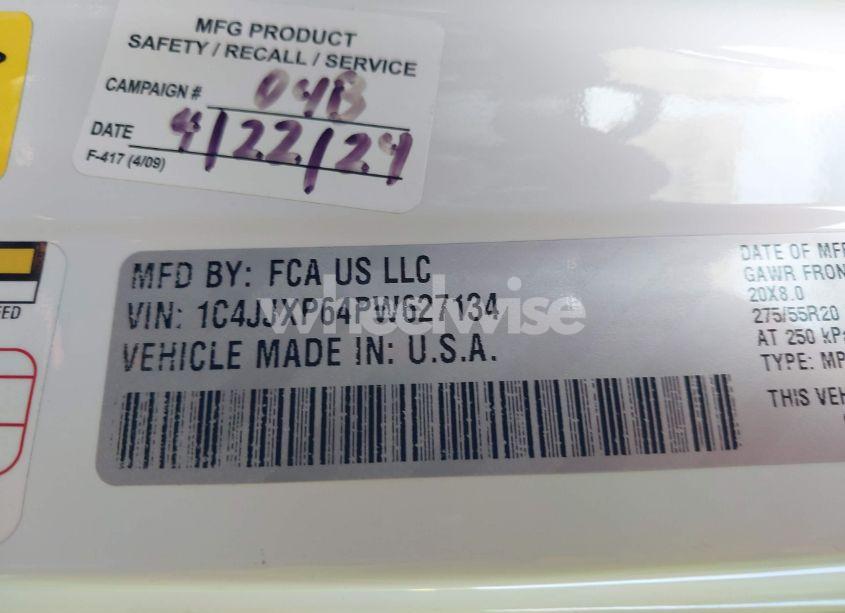 MFG PRODUCT
SAFETY / RECALL / SERVICE
CAMPAIGN # 04B
DATE 4/22/24
F-417 (4/09)
MFD BY: FCA US LLC
VIN: 1C4JJXP64PW627134
VEHICLE MADE IN: U.S.A.
DATE OF MFR
GAWR FRON
20X8.0
275/55R20
AT 250 kPa
TYPE: MP
THIS VEH
wheelwise